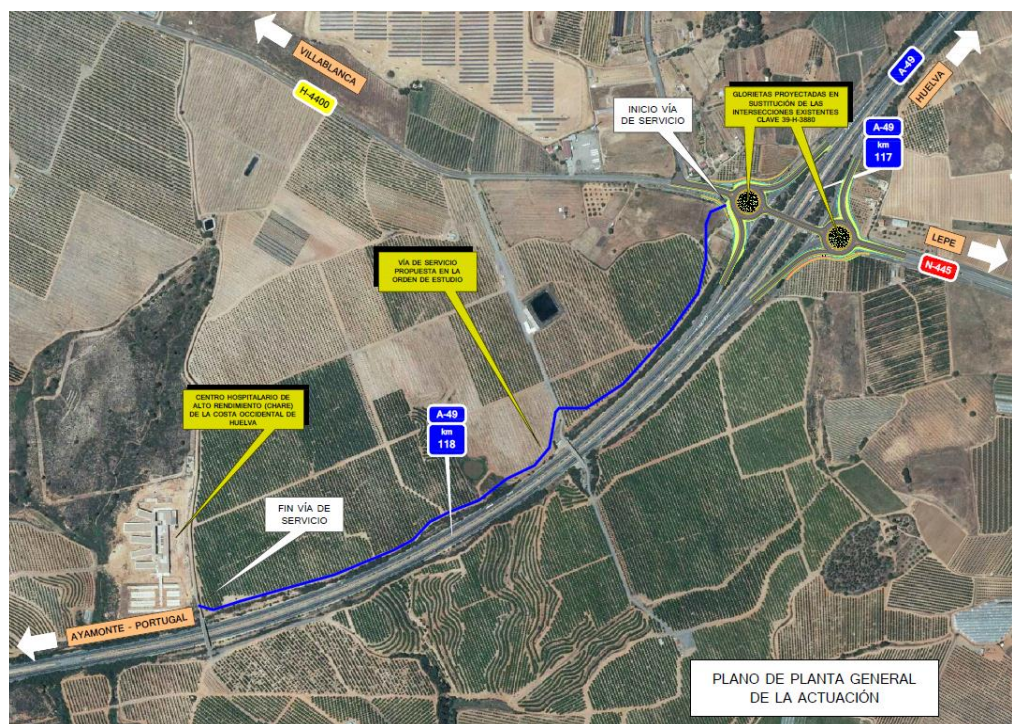 VILLABLANCA
H-4400
INICIO VÍA
DE SERVICIO
GLORIETAS PROYECTADAS EN
SUSTITUCIÓN DE LAS
INTERSECCIONES EXISTENTES
CLAVE 39-H-3880
A-49
HUELVA
A-49
km
117
LEPE
N-445
VÍA DE SERVICIO
PROPUESTA EN LA
ORDEN DE ESTUDIO
CENTRO HOSPITALARIO DE
ALTO RENDIMIENTO (CHARE)
DE LA COSTA OCCIDENTAL DE
HUELVA
A-49
km
118
FIN VÍA DE
SERVICIO
AYAMONTE - PORTUGAL
PLANO DE PLANTA GENERAL
DE LA ACTUACIÓN